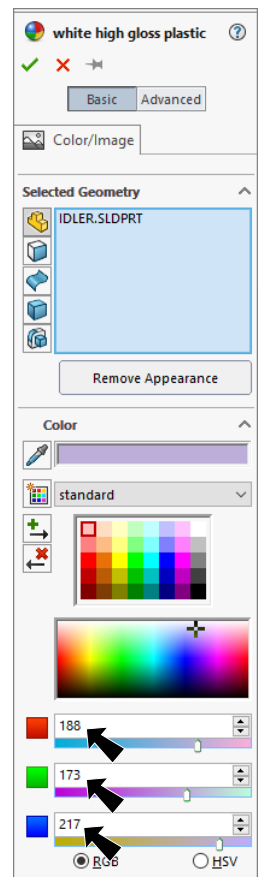 white high gloss plastic ?
Basic Advanced
Color/Image
Selected Geometry
IDLER.SLDPRT
Remove Appearance
Color
standard
188
173
217
RGB HSV